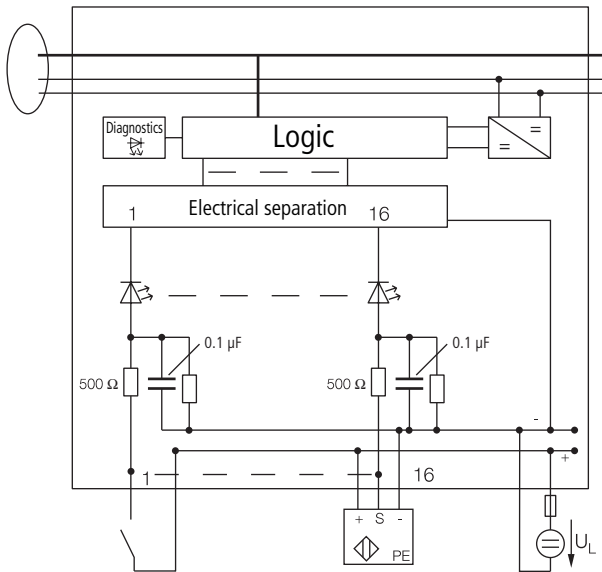 Diagnostics
Logic
=
=
1 Electrical separation 16
0.1 µF 0.1 µF
500 Ω 500 Ω
-
+
1 16
+ S -
PE
U_L